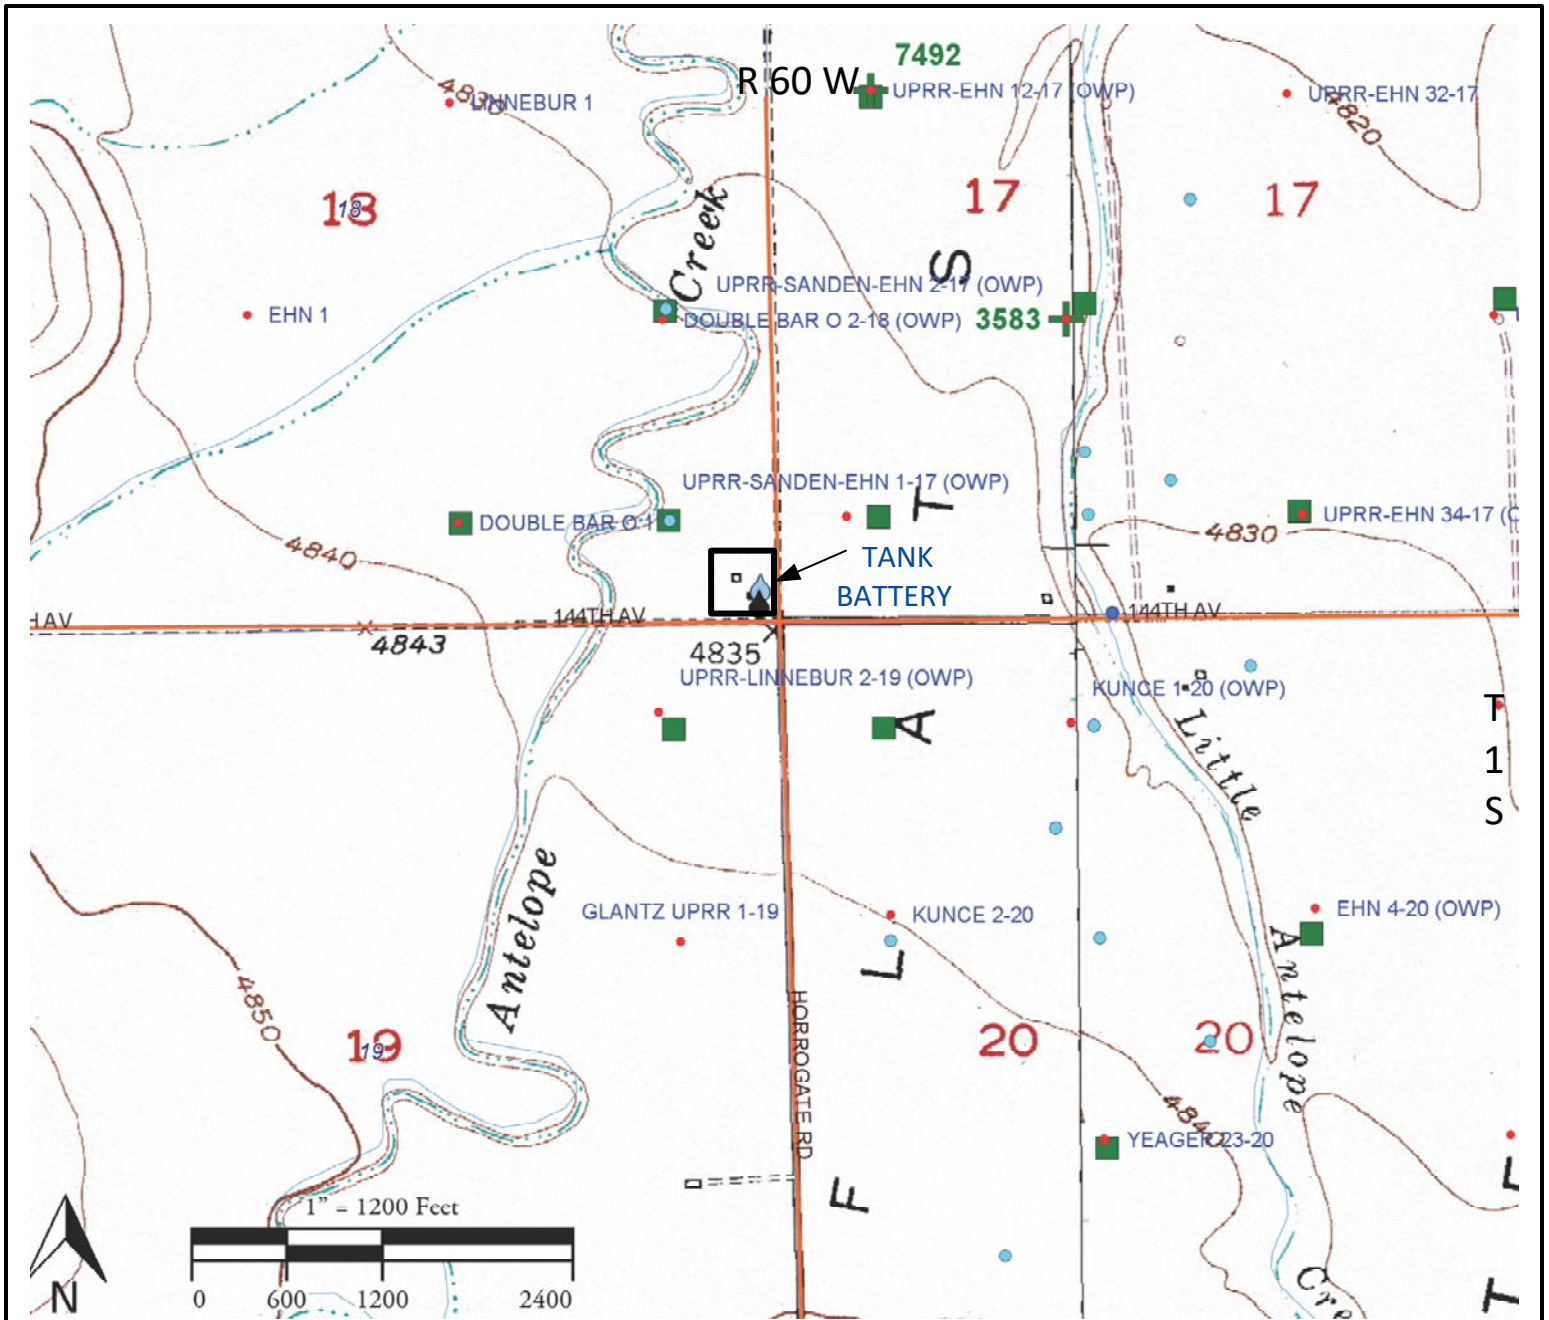 7492
R 60 W
UPRR-EHN 12-17 (OWP)
LINNEBUR 1
UPRR-EHN 32-17
4820
13
18
17
17
Creek
S
UPRR-SANDEN-EHN 2-17 (OWP)
EHN 1
DOUBLE BAR O 2-18 (OWP)
3583
UPRR-SANDEN-EHN 1-17 (OWP)
T
DOUBLE BAR O 1
UPRR-EHN 34-17
4830
4840
TANK
BATTERY
144TH AV
144TH AV
4843
4835
UPRR-LINNEBUR 2-19 (OWP)
KUNCE 1-20 (OWP)
A
T
1
S
Little
Antelope
GLANTZ UPRR 1-19
KUNCE 2-20
EHN 4-20 (OWP)
L
Antelope
4850
19
19
20
20
HORROGATE RD
4840
YEAGER 23-20
F
1" = 1200 Feet
N
0 600 1200 2400
T